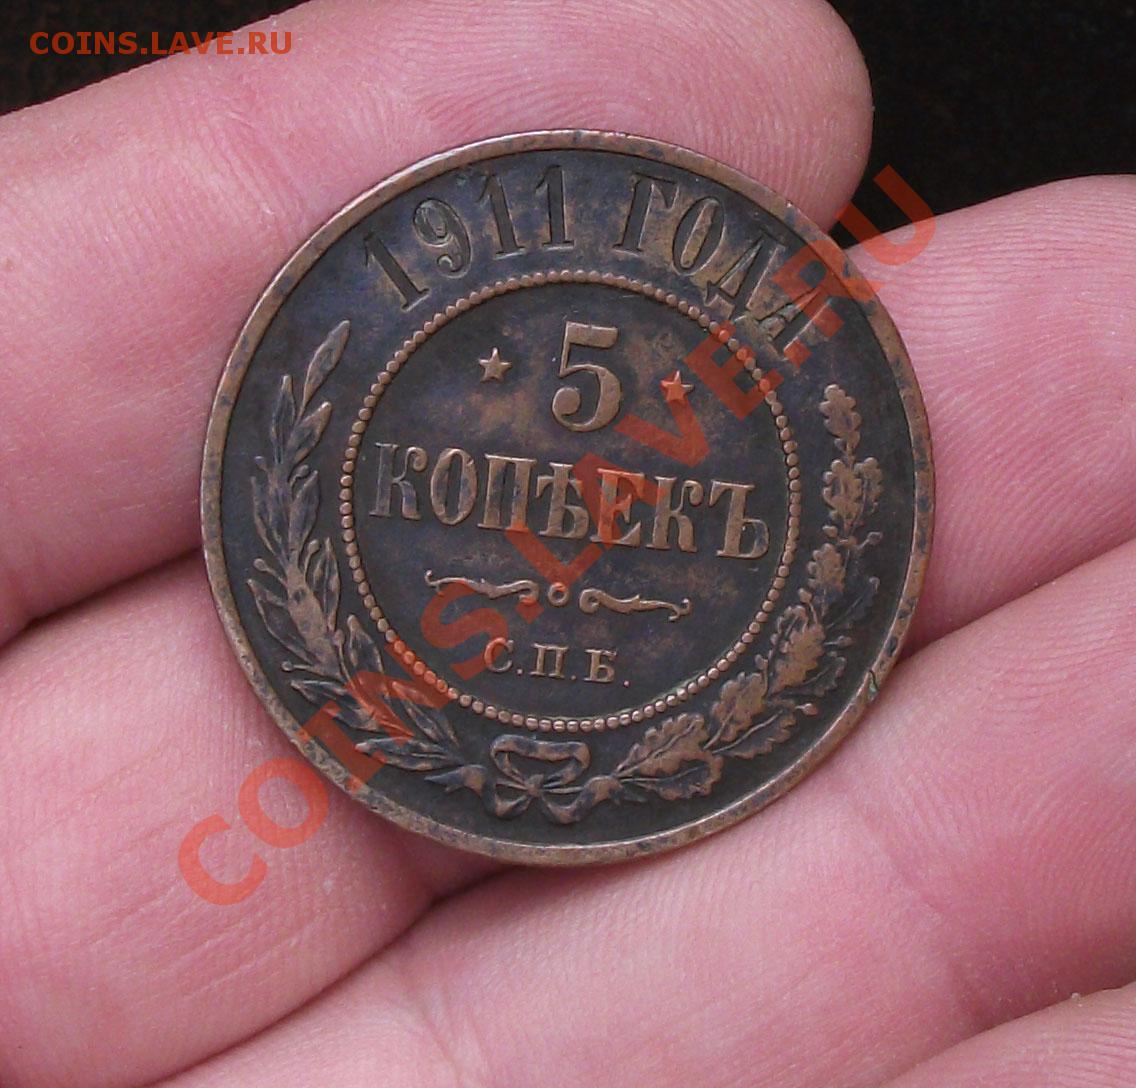 COINS.LAVE.RU
1911 ГОДА
5
КОПѢЕКЪ
С.П.Б.
COINS.LAVE.RU